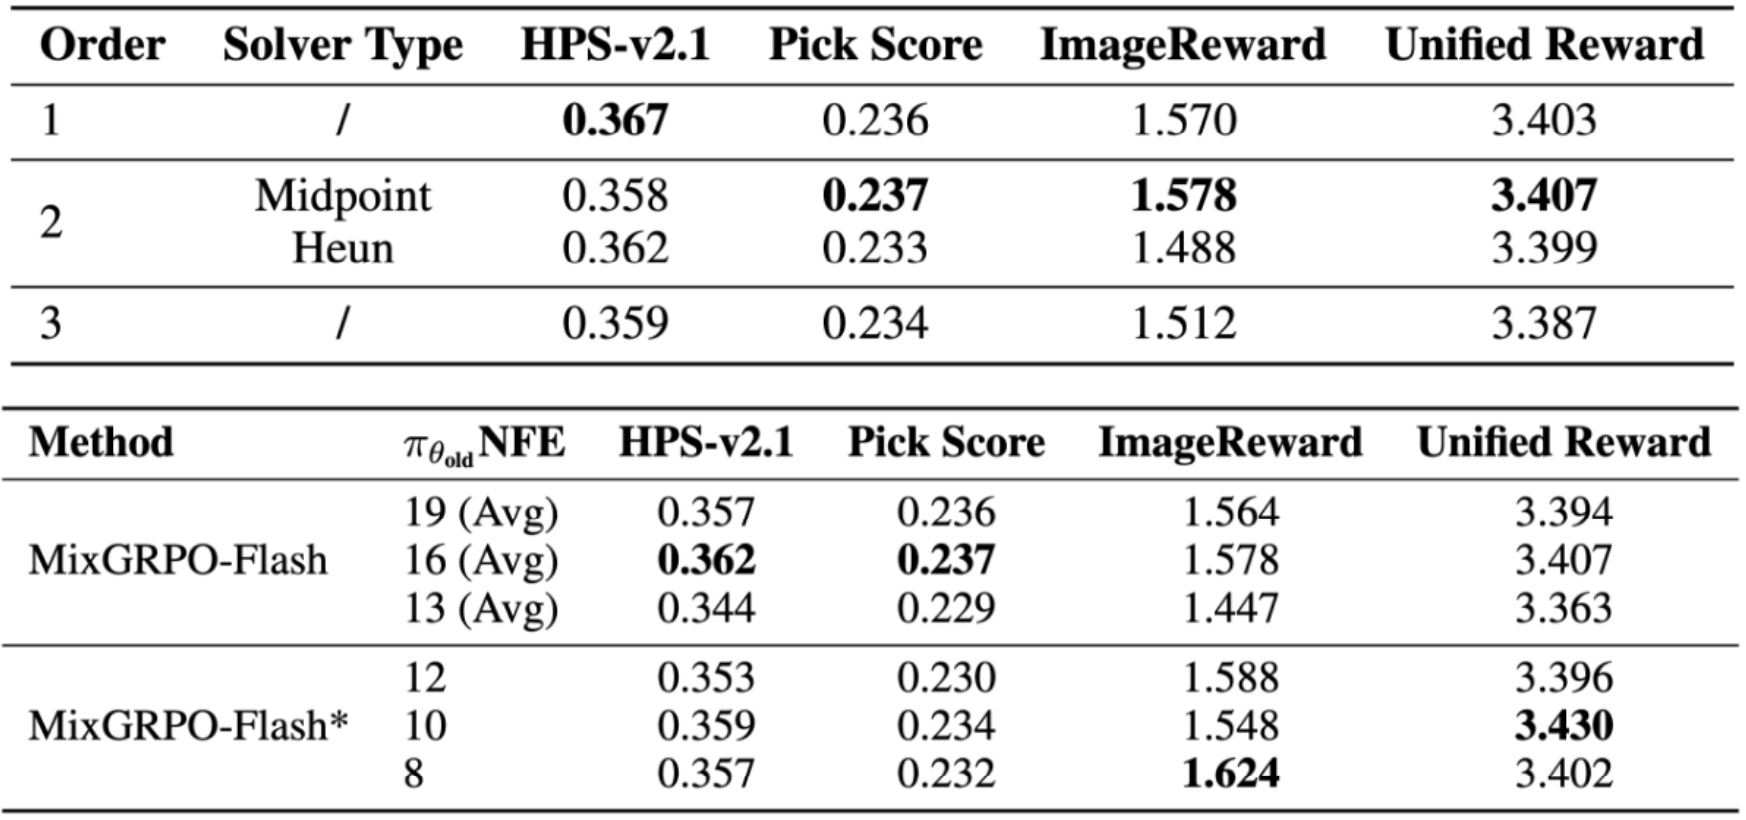 Order Solver Type HPS-v2.1 Pick Score ImageReward Unified Reward
1 / 0.367 0.236 1.570 3.403
2 Midpoint 0.358 0.237 1.578 3.407
Heun 0.362 0.233 1.488 3.399
3 / 0.359 0.234 1.512 3.387
Method π_{θ_old} NFE HPS-v2.1 Pick Score ImageReward Unified Reward
19 (Avg) 0.357 0.236 1.564 3.394
MixGRPO-Flash 16 (Avg) 0.362 0.237 1.578 3.407
13 (Avg) 0.344 0.229 1.447 3.363
12 0.353 0.230 1.588 3.396
MixGRPO-Flash* 10 0.359 0.234 1.548 3.430
8 0.357 0.232 1.624 3.402